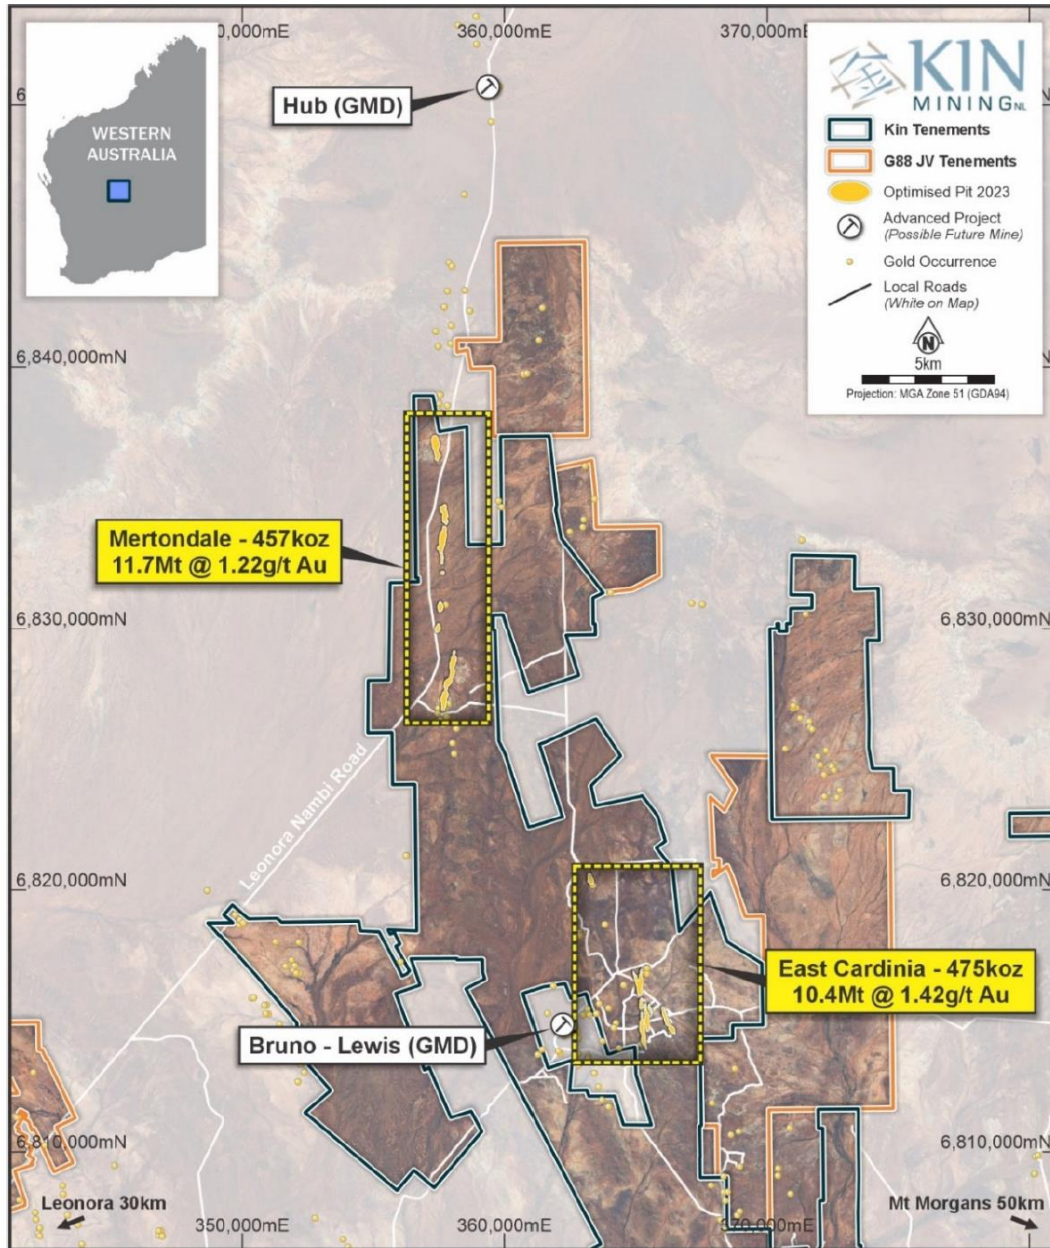 50,000mE
360,000mE
370,000mE
WESTERN
AUSTRALIA
Hub (GMD)
KIN
MINING NL
Kin Tenements
G88 JV Tenements
Optimised Pit 2023
Advanced Project
(Possible Future Mine)
Gold Occurrence
Local Roads
(White on Map)
N
5km
Projection: MGA Zone 51 (GDA94)
6,840,000mN
Mertondale - 457koz
11.7Mt @ 1.22g/t Au
6,830,000mN
6,830,000mN
Leonora Nambi Road
6,820,000mN
6,820,000mN
East Cardinia - 475koz
10.4Mt @ 1.42g/t Au
Bruno - Lewis (GMD)
6,810,000mN
6,810,000mN
Leonora 30km
Mt Morgans 50km
350,000mE
360,000mE
370,000mE